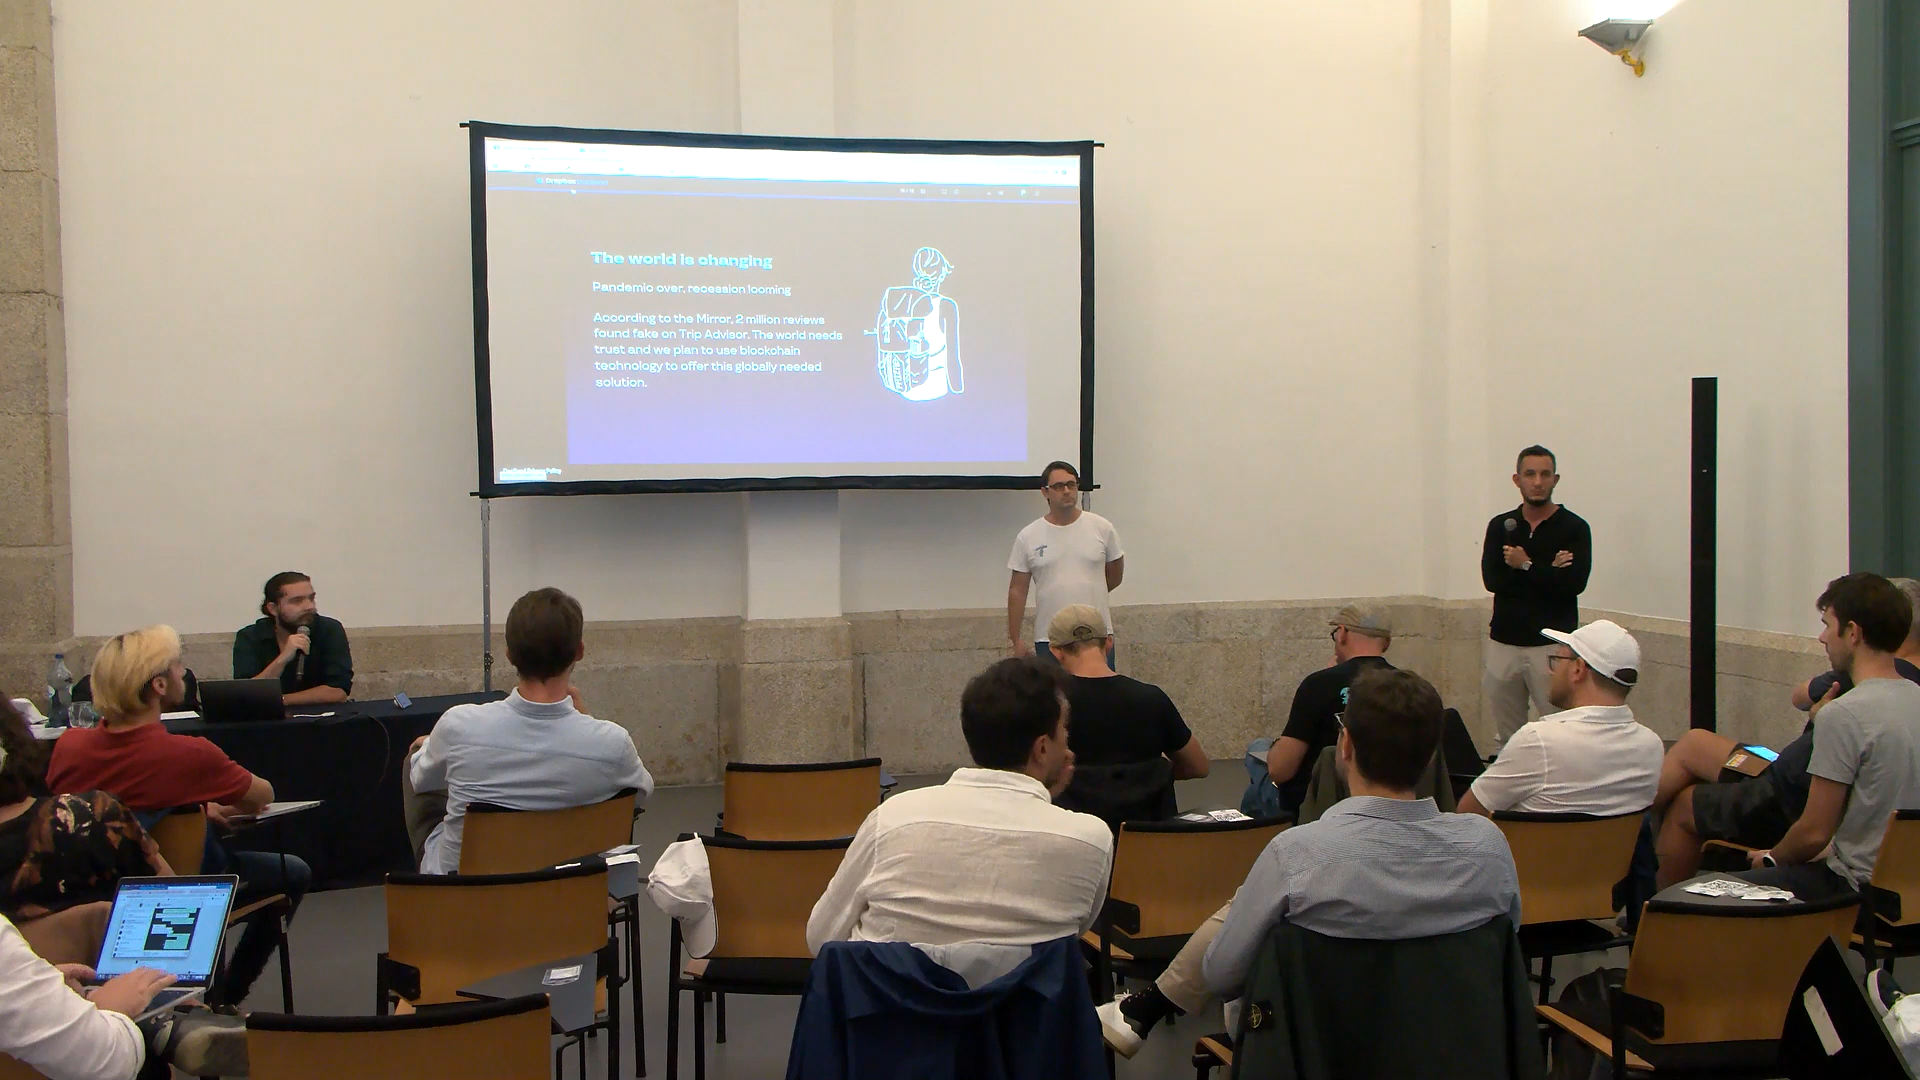 Dropbox
The world is changing
Pandemic over, recession looming
According to the Mirror, 2 million reviews
found fake on Trip Advisor. The world needs
trust and we plan to use blockchain
technology to offer this globally needed
solution.